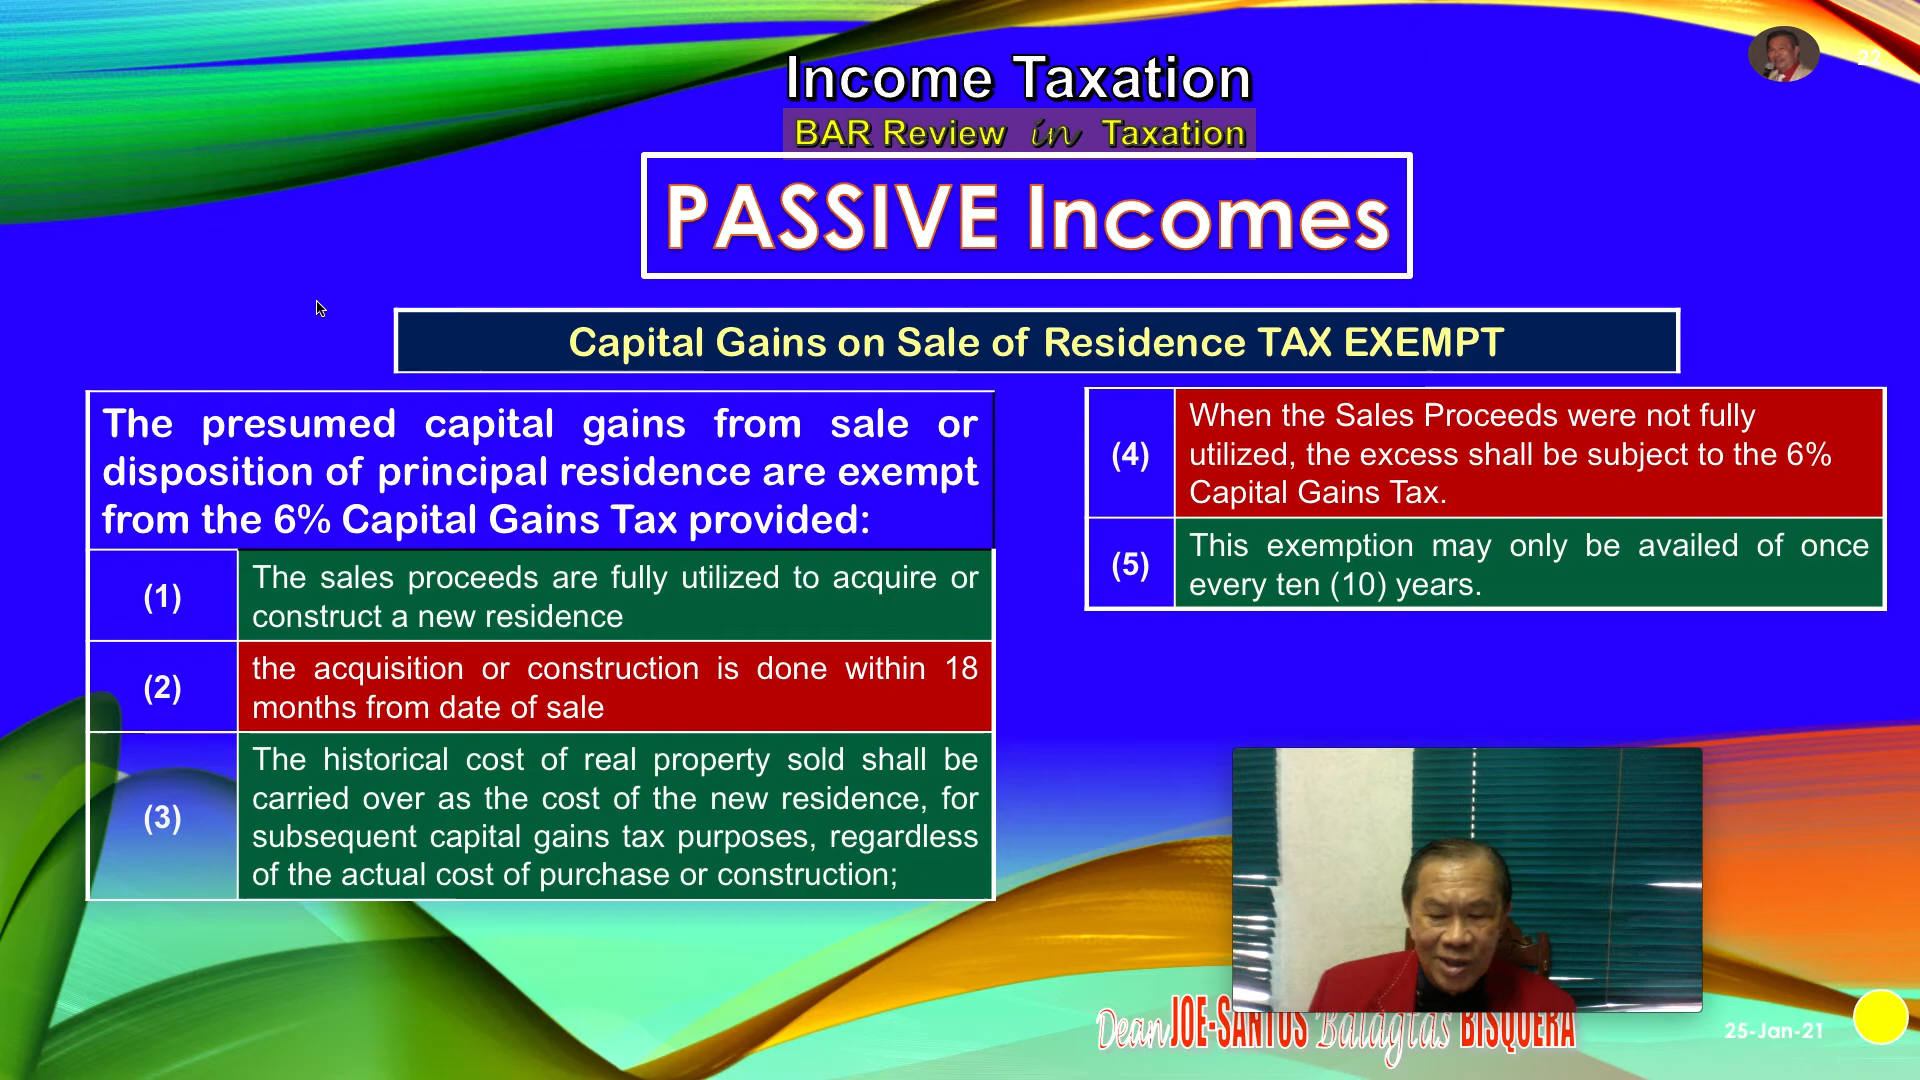 22
Income Taxation
BAR Review in Taxation
PASSIVE Incomes
Capital Gains on Sale of Residence TAX EXEMPT
The presumed capital gains from sale or
disposition of principal residence are exempt
from the 6% Capital Gains Tax provided:
(1)
The sales proceeds are fully utilized to acquire or
construct a new residence
(2)
the acquisition or construction is done within 18
months from date of sale
(3)
The historical cost of real property sold shall be
carried over as the cost of the new residence, for
subsequent capital gains tax purposes, regardless
of the actual cost of purchase or construction;
(4)
When the Sales Proceeds were not fully
utilized, the excess shall be subject to the 6%
Capital Gains Tax.
(5)
This exemption may only be availed of once
every ten (10) years.
Dean JOE-SANTOS Balagtas BISQUERA
25-Jan-21